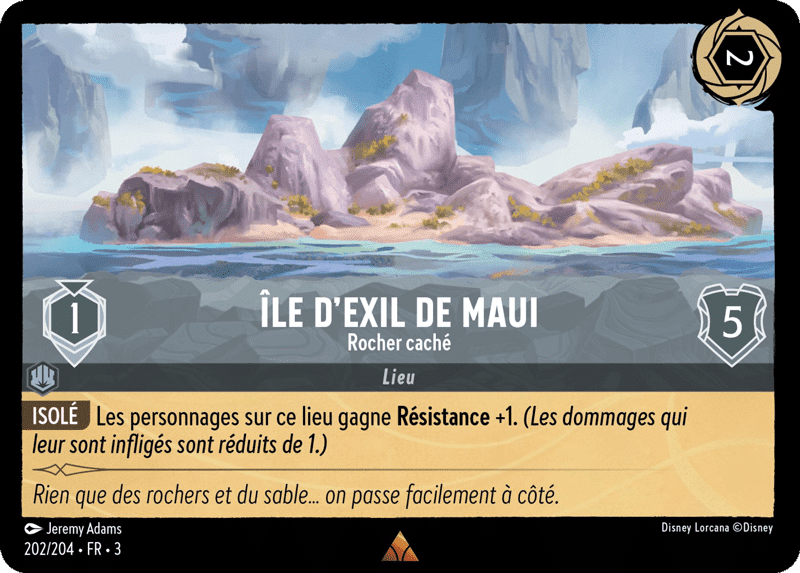 2
ÎLE D'EXIL DE MAUI
1
5
Rocher caché
Lieu
ISOLÉ Les personnages sur ce lieu gagne Résistance +1. (Les dommages qui
leur sont infligés sont réduits de 1.)
Rien que des rochers et du sable... on passe facilement à côté.
Jeremy Adams
Disney Lorcana ©Disney
202/204 • FR • 3